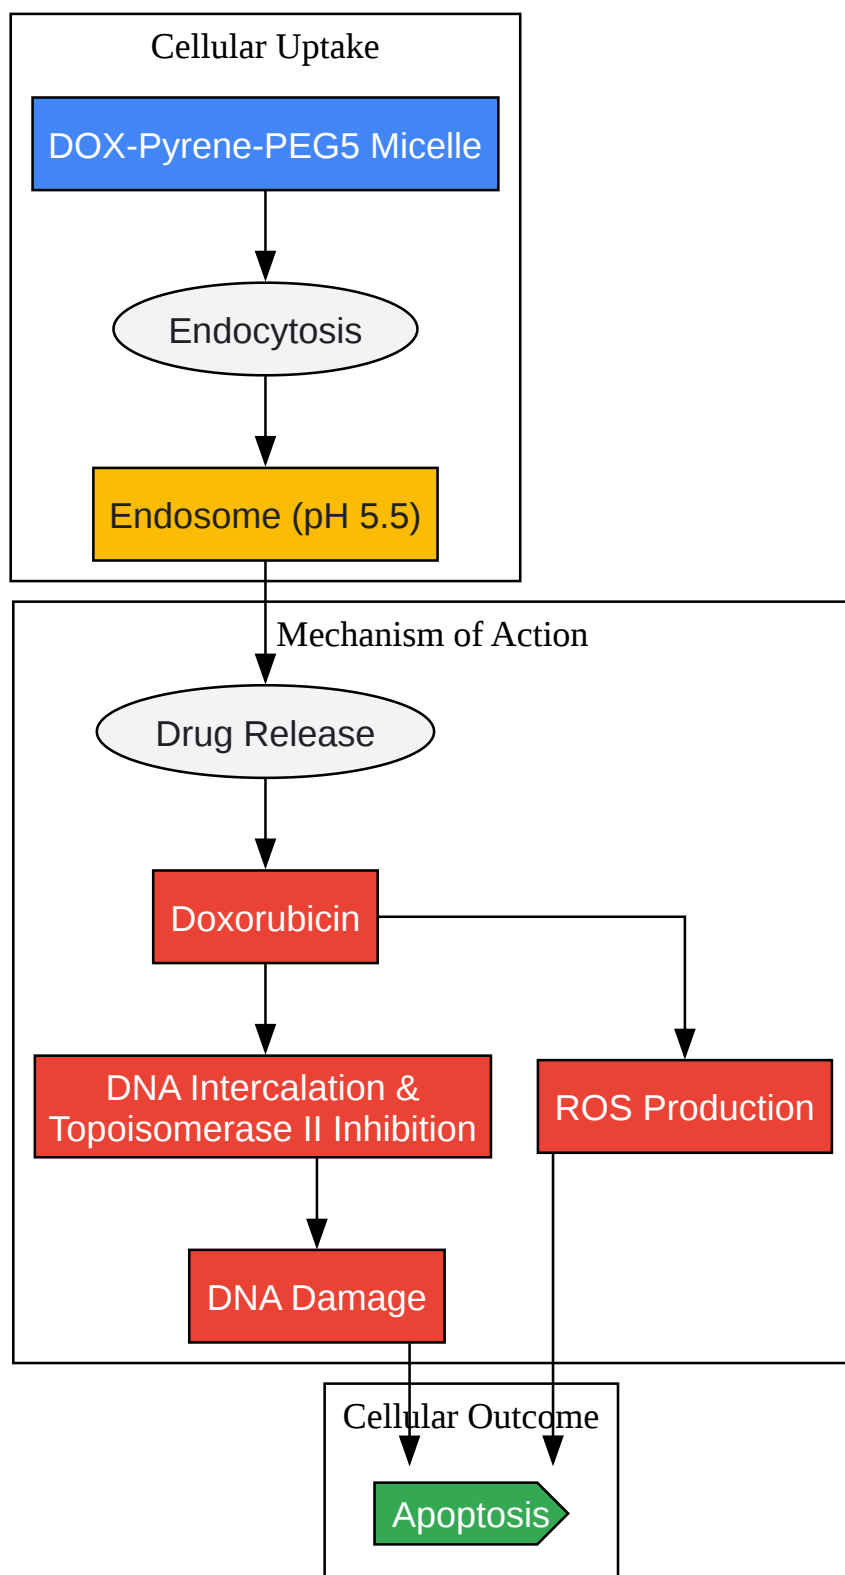 Cellular Uptake
DOX-Pyrene-PEG5 Micelle
Endocytosis
Endosome (pH 5.5)
Mechanism of Action
Drug Release
Doxorubicin
DNA Intercalation &
Topoisomerase II Inhibition
ROS Production
DNA Damage
Cellular Outcome
Apoptosis